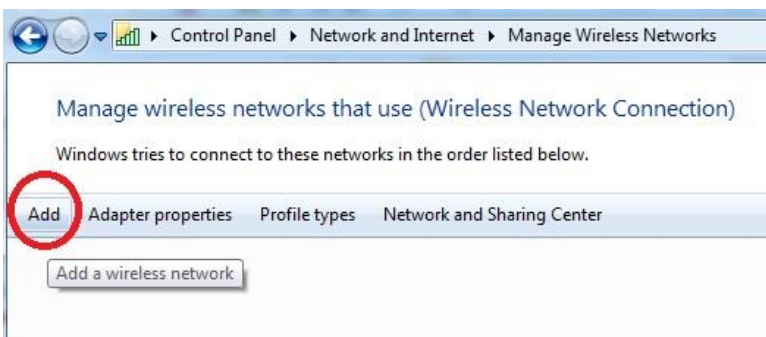 Control Panel ▸ Network and Internet ▸ Manage Wireless Networks
Manage wireless networks that use (Wireless Network Connection)
Windows tries to connect to these networks in the order listed below.
Add Adapter properties Profile types Network and Sharing Center
Add a wireless network